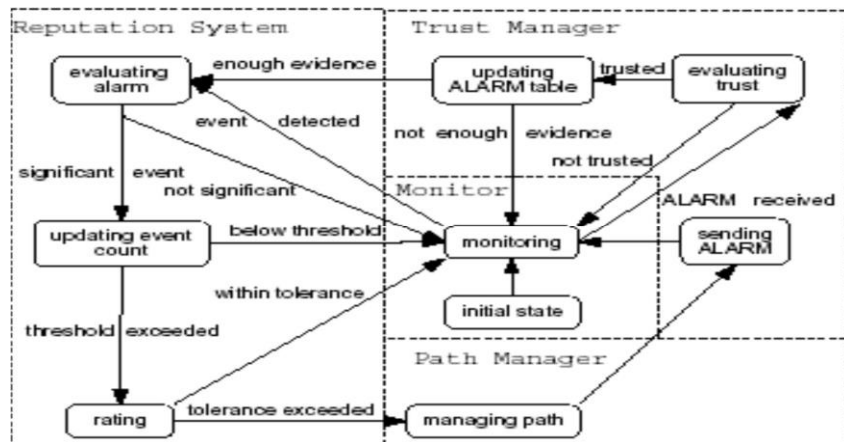 Reputation System
Trust Manager
evaluating
alarm
enough evidence
updating
ALARM table
trusted
evaluating
trust
event detected
not enough evidence
not trusted
significant event
not significant
Monitor
ALARM received
updating event
count
below threshold
monitoring
sending
ALARM
within tolerance
initial state
threshold exceeded
Path Manager
rating
tolerance exceeded
managing path